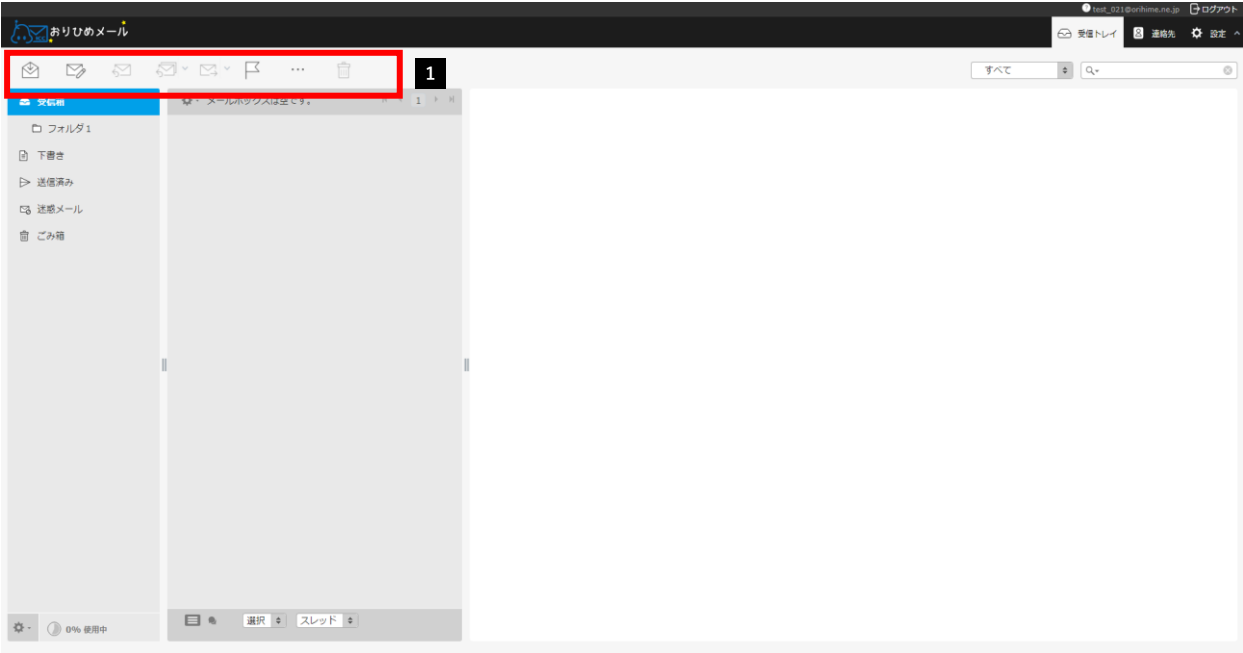 test_021@orihime.ne.jp ログアウト
おりひめメール
受信トレイ 連絡先 設定
1
すべて
受信箱 メールボックスは空です。 1
フォルダ1
下書き
送信済み
迷惑メール
ごみ箱
0% 使用中 選択 スレッド